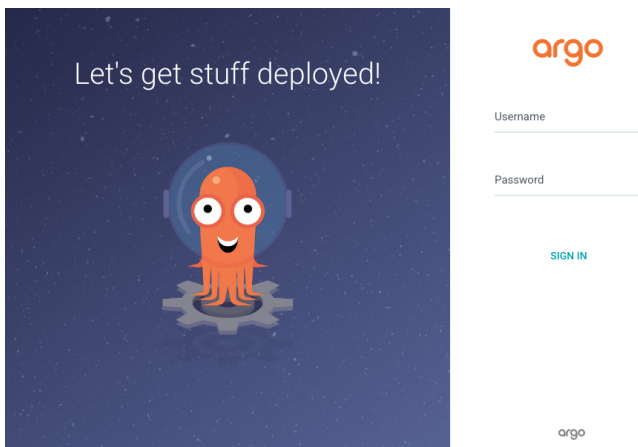 Let's get stuff deployed!
argo
Username
Password
SIGN IN
argo